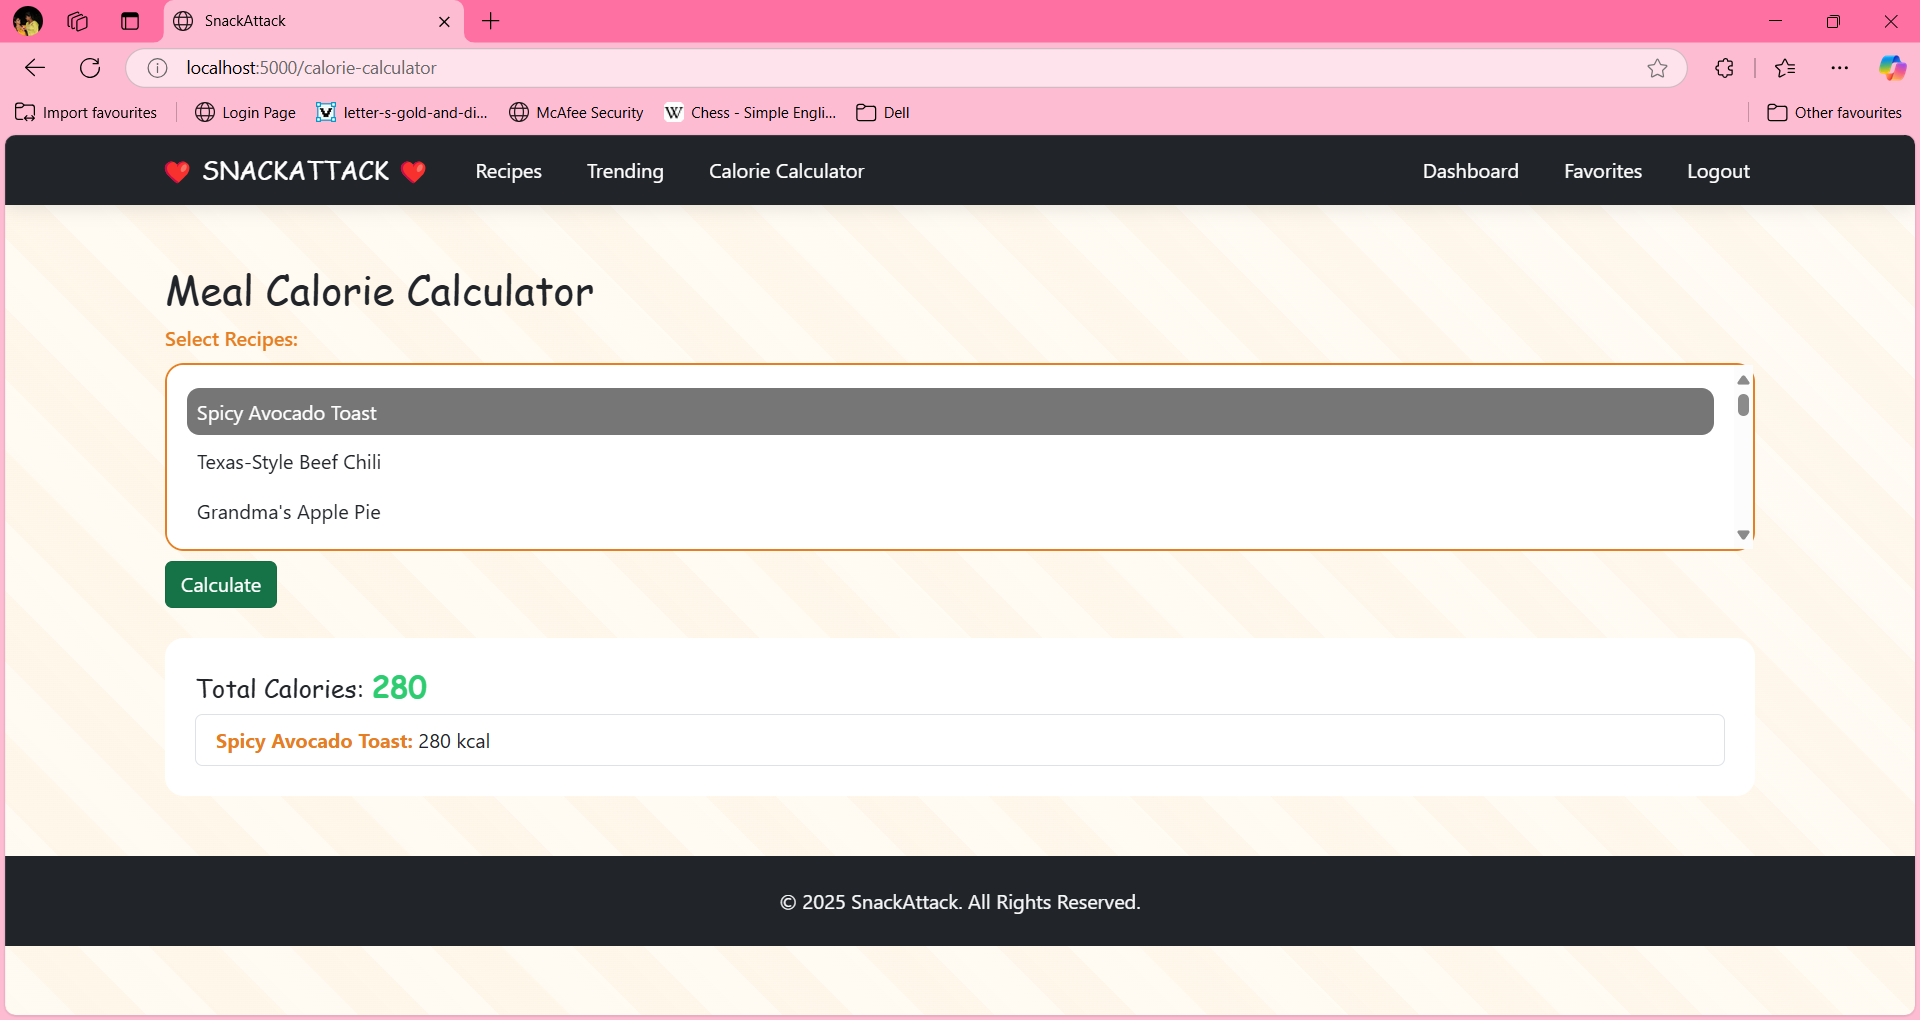 SnackAttack
localhost:5000/calorie-calculator
Import favourites
Login Page
letter-s-gold-and-di...
McAfee Security
W Chess - Simple Engli...
Dell
Other favourites
SNACKATTACK
Recipes
Trending
Calorie Calculator
Dashboard
Favorites
Logout
Meal Calorie Calculator
Select Recipes:
Spicy Avocado Toast
Texas-Style Beef Chili
Grandma's Apple Pie
Calculate
Total Calories: 280
Spicy Avocado Toast: 280 kcal
© 2025 SnackAttack. All Rights Reserved.